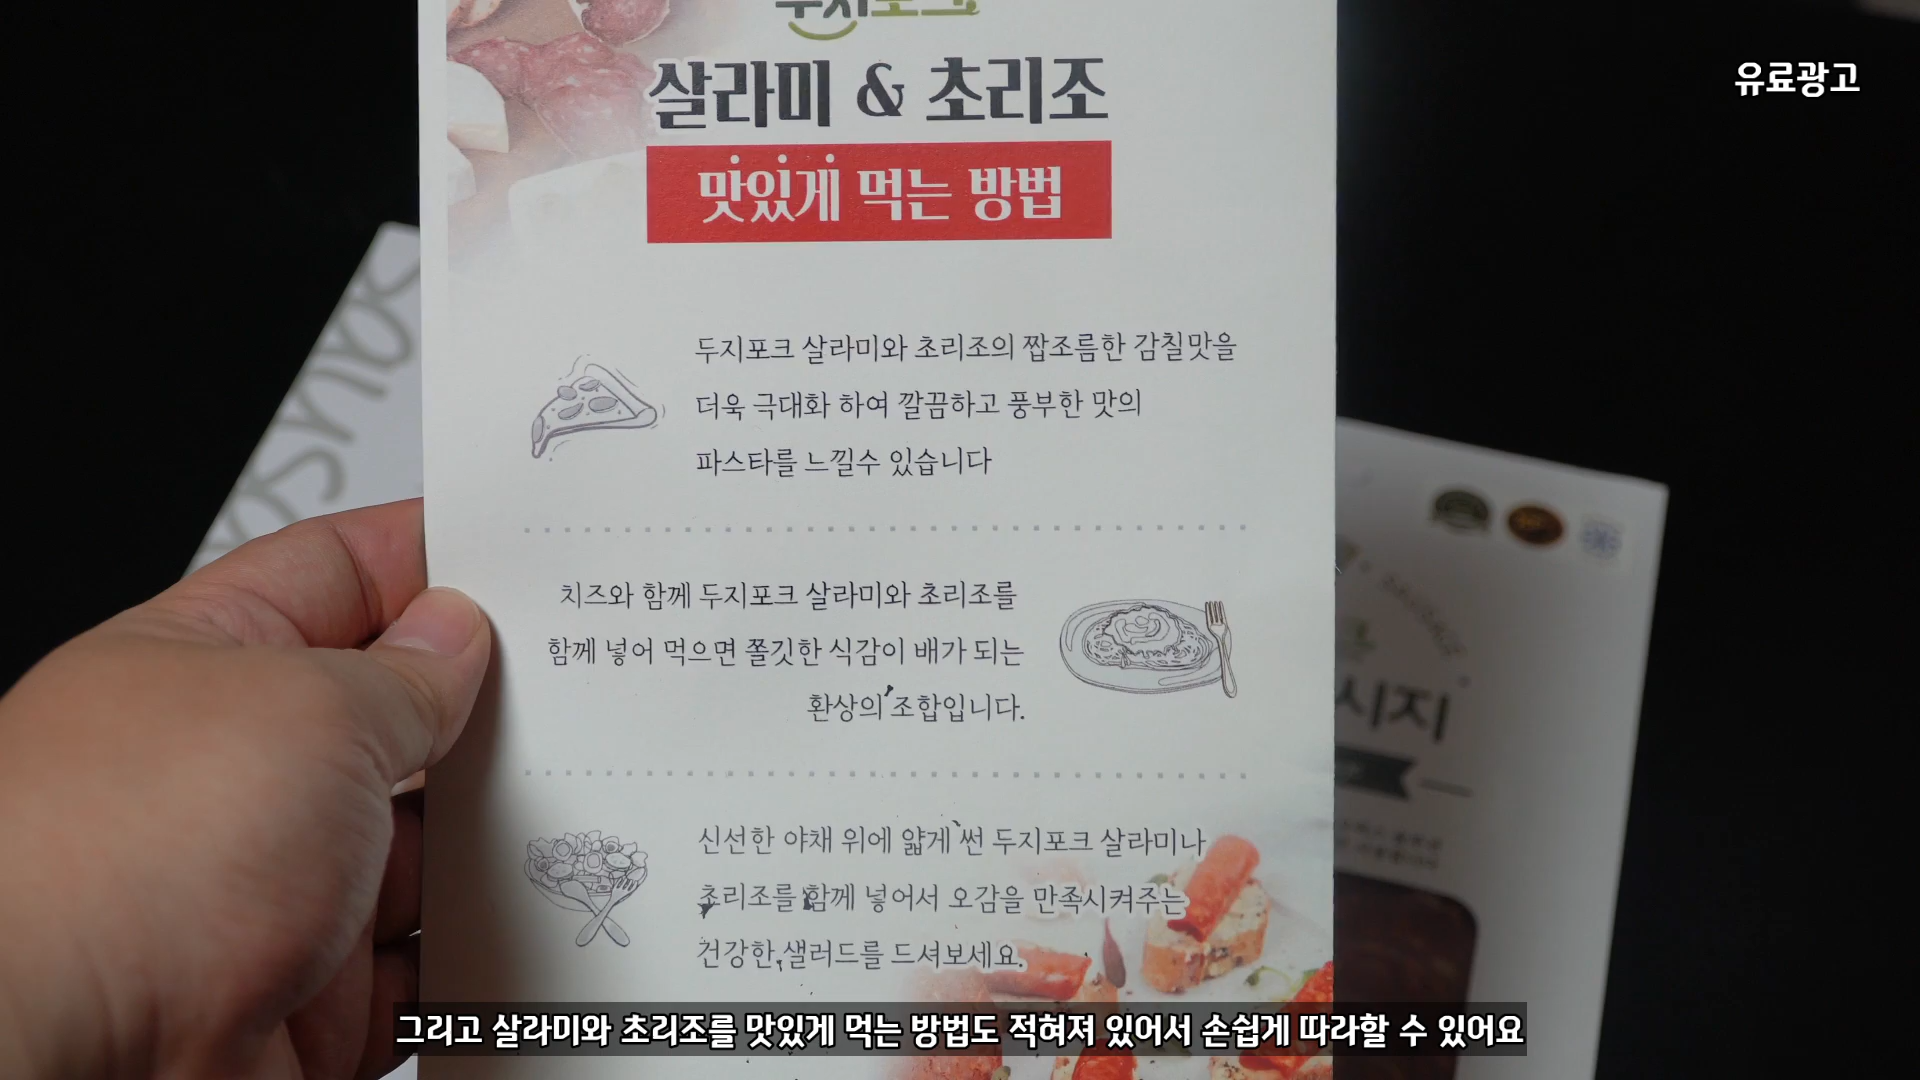 두지포크
살라미 & 초리조
유료광고
맛있게 먹는 방법
두지포크 살라미와 초리조의 짭조름한 감칠맛을
더욱 극대화 하여 깔끔하고 풍부한 맛의
파스타를 느낄수 있습니다
치즈와 함께 두지포크 살라미와 초리조를
함께 넣어 먹으면 쫄깃한 식감이 배가 되는
환상의 조합입니다.
신선한 야채 위에 얇게 썬 두지포크 살라미나
초리조를 함께 넣어서 오감을 만족시켜주는
건강한 샐러드를 드셔보세요.
시지
그리고 살라미와 초리조를 맛있게 먹는 방법도 적혀져 있어서 손쉽게 따라할 수 있어요